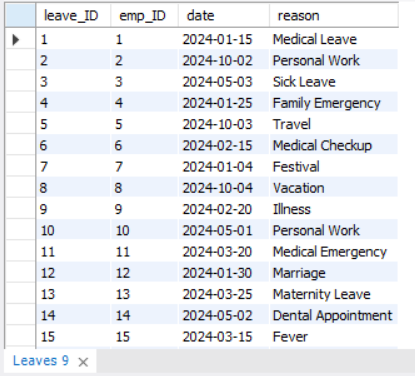 leave_ID emp_ID date reason
1 1 2024-01-15 Medical Leave
2 2 2024-10-02 Personal Work
3 3 2024-05-03 Sick Leave
4 4 2024-01-25 Family Emergency
5 5 2024-10-03 Travel
6 6 2024-02-15 Medical Checkup
7 7 2024-01-04 Festival
8 8 2024-10-04 Vacation
9 9 2024-02-20 Illness
10 10 2024-05-01 Personal Work
11 11 2024-03-20 Medical Emergency
12 12 2024-01-30 Marriage
13 13 2024-03-25 Maternity Leave
14 14 2024-05-02 Dental Appointment
15 15 2024-03-15 Fever
Leaves 9